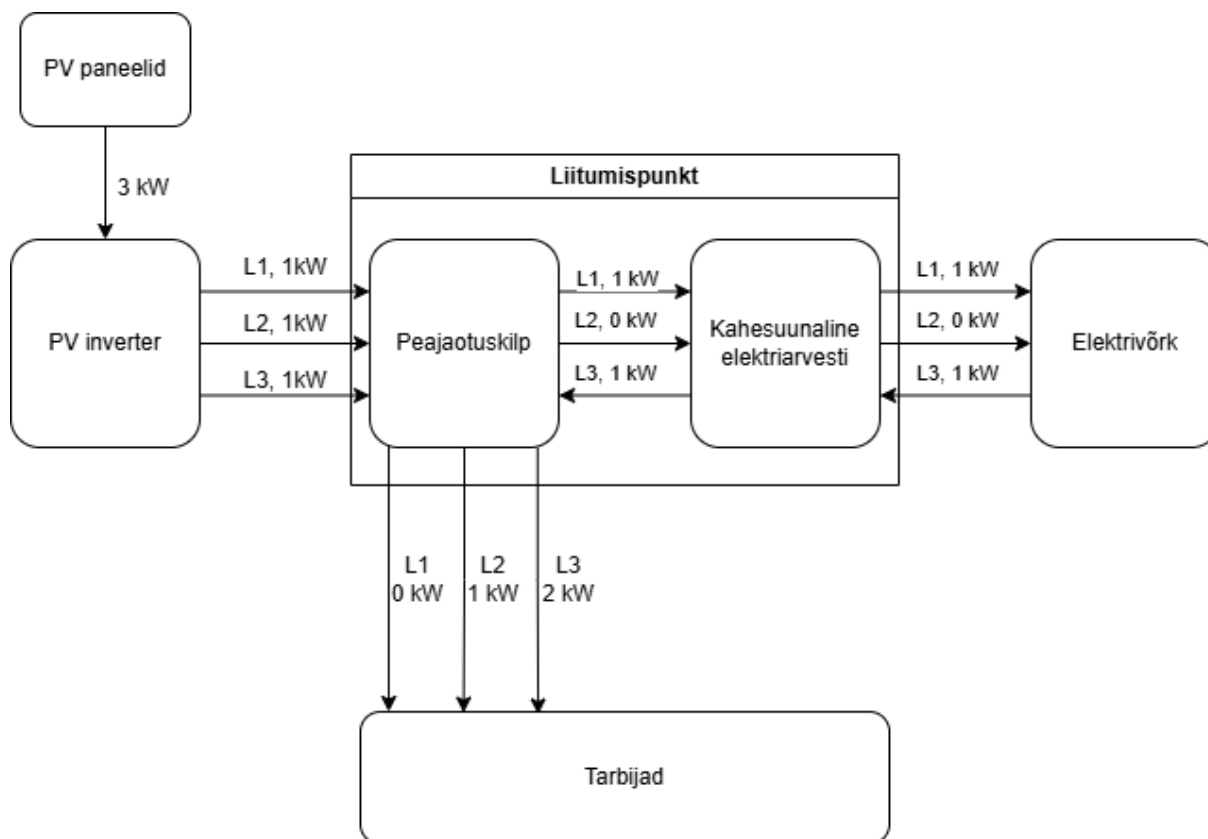 PV paneelid
3 kW
Liitumispunkt
PV inverter
L1, 1kW
L2, 1kW
L3, 1kW
Peajaotuskilp
L1, 1 kW
L2, 0 kW
L3, 1 kW
Kahesuunaline
elektriarvesti
L1, 1 kW
L2, 0 kW
L3, 1 kW
Elektrivõrk
L1
0 kW
L2
1 kW
L3
2 kW
Tarbijad